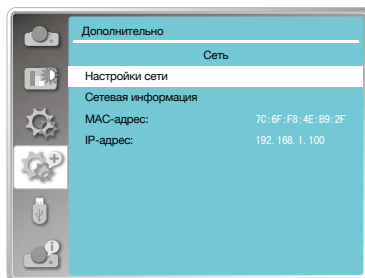 Дополнительно
Сеть
Настройки сети
Сетевая информация
MAC-адрес: 7C:6F:F8:4E:B9:2F
IP-адрес: 192. 168. 1. 100